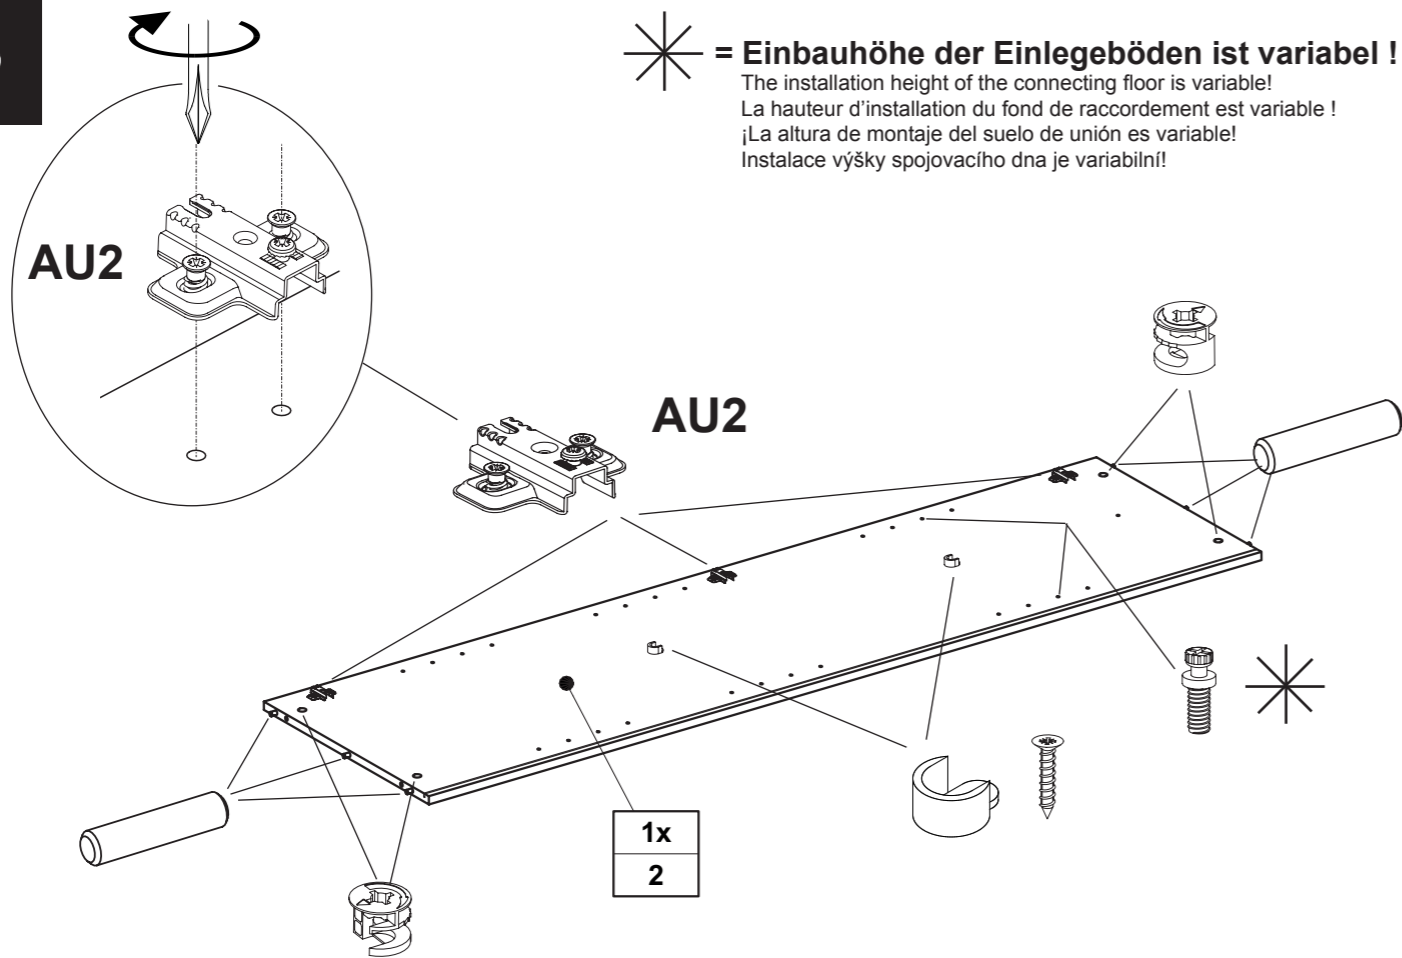 = Einbauhöhe der Einlegeböden ist variabel !
The installation height of the connecting floor is variable!
La hauteur d'installation du fond de raccordement est variable !
¡La altura de montaje del suelo de unión es variable!
Instalace výšky spojovacího dna je variabilní!
AU2
AU2
1x
2